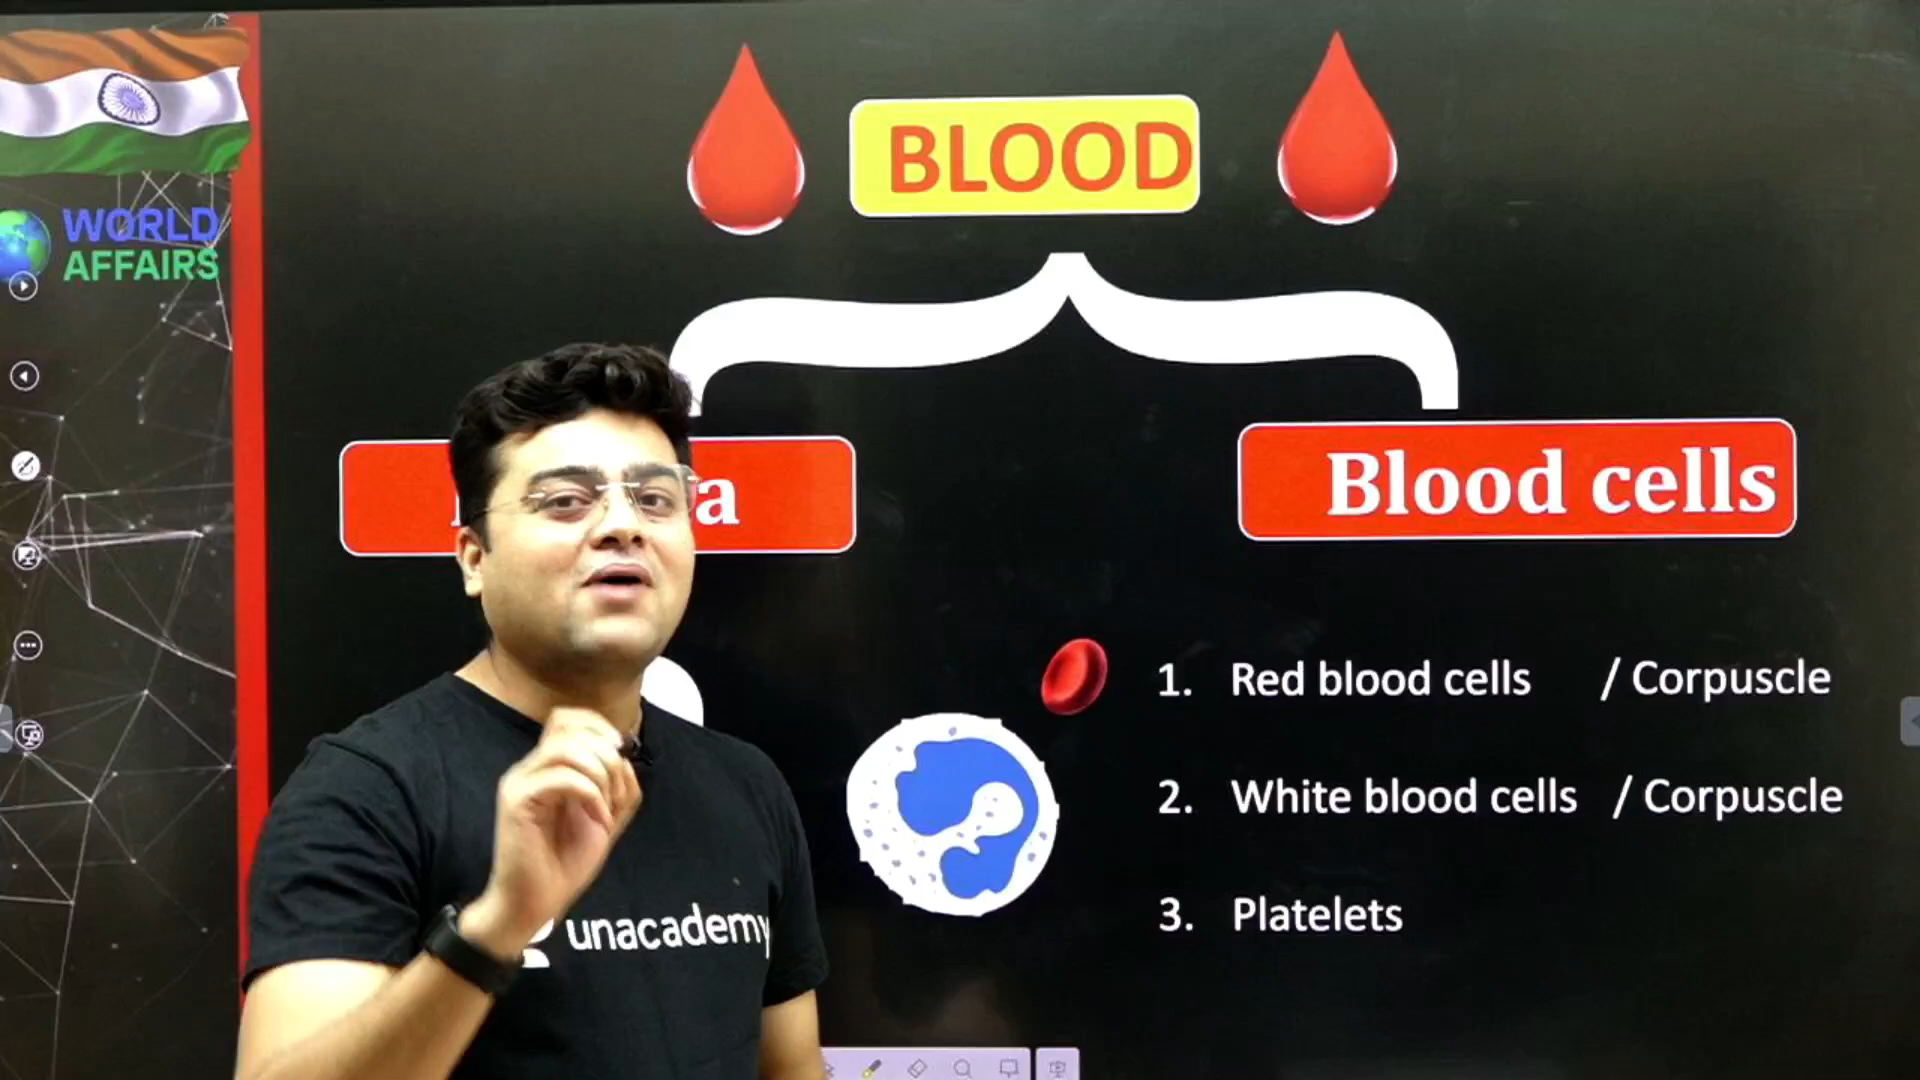 BLOOD
WORLD
AFFAIRS
Blood cells
1. Red blood cells / Corpuscle
2. White blood cells / Corpuscle
3. Platelets
unacademy